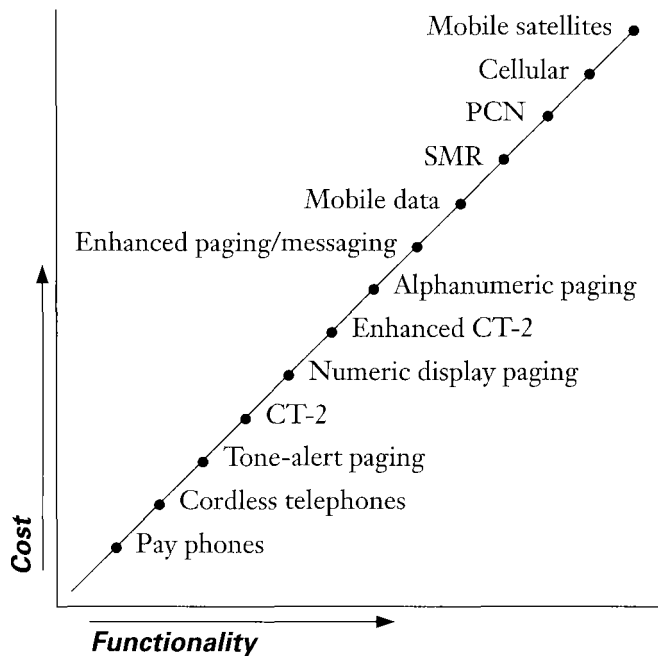 Mobile satellites
Cellular
PCN
SMR
Mobile data
Enhanced paging/messaging
Alphanumeric paging
Enhanced CT-2
Numeric display paging
CT-2
Tone-alert paging
Cordless telephones
Pay phones
Cost
Functionality